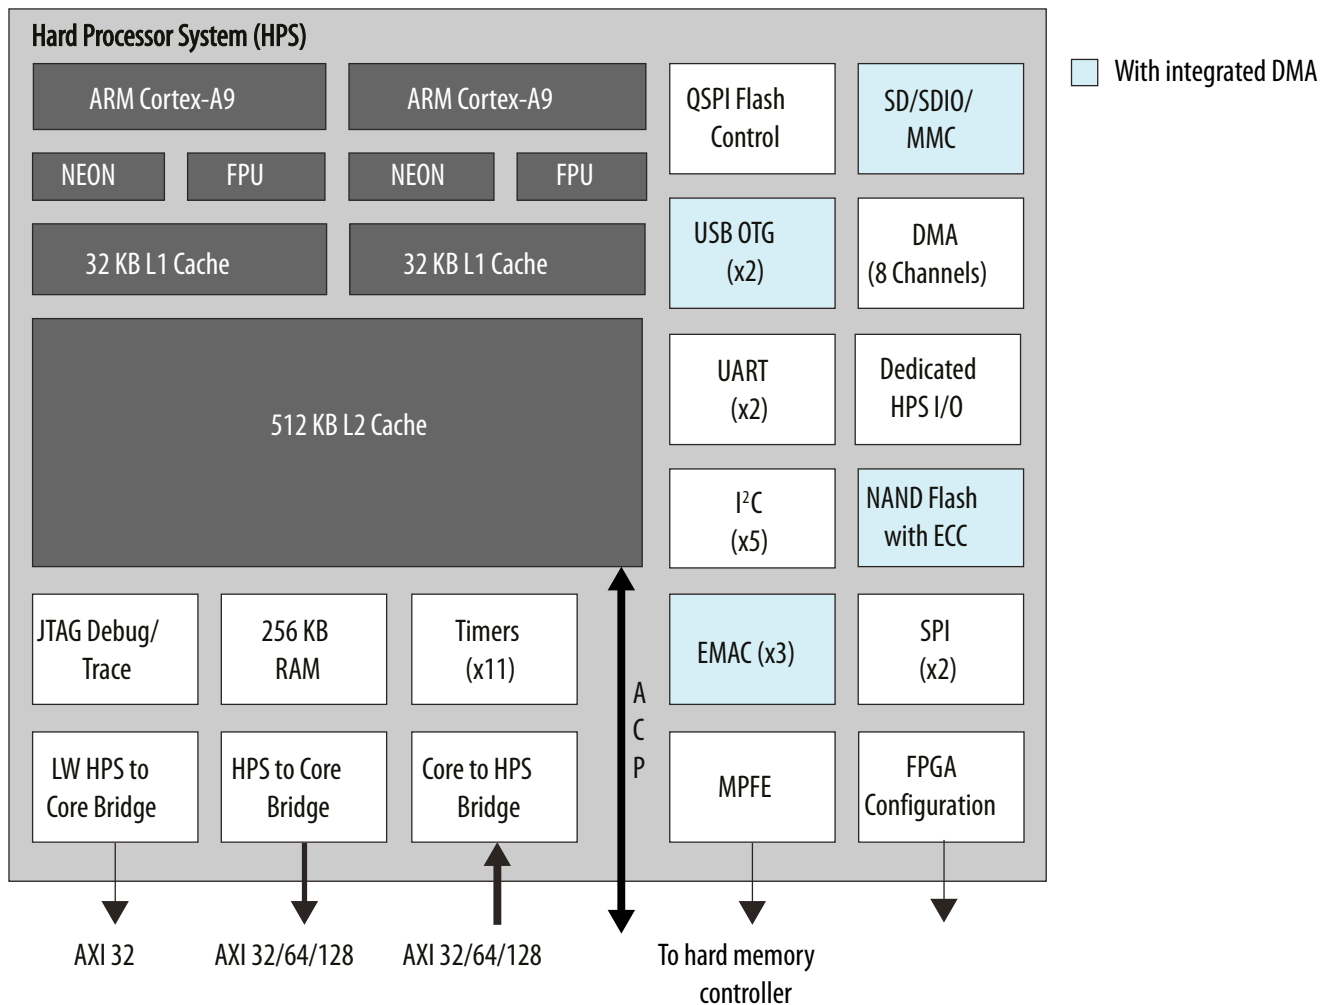 Hard Processor System (HPS)
ARM Cortex-A9
ARM Cortex-A9
NEON
FPU
NEON
FPU
32 KB L1 Cache
32 KB L1 Cache
512 KB L2 Cache
JTAG Debug/
Trace
256 KB
RAM
Timers
(x11)
LW HPS to
Core Bridge
HPS to Core
Bridge
Core to HPS
Bridge
A
C
P
QSPI Flash
Control
SD/SDIO/
MMC
USB OTG
(x2)
DMA
(8 Channels)
UART
(x2)
Dedicated
HPS I/O
I²C
(x5)
NAND Flash
with ECC
EMAC (x3)
SPI
(x2)
MPFE
FPGA
Configuration
AXI 32
AXI 32/64/128
AXI 32/64/128
To hard memory
controller
With integrated DMA